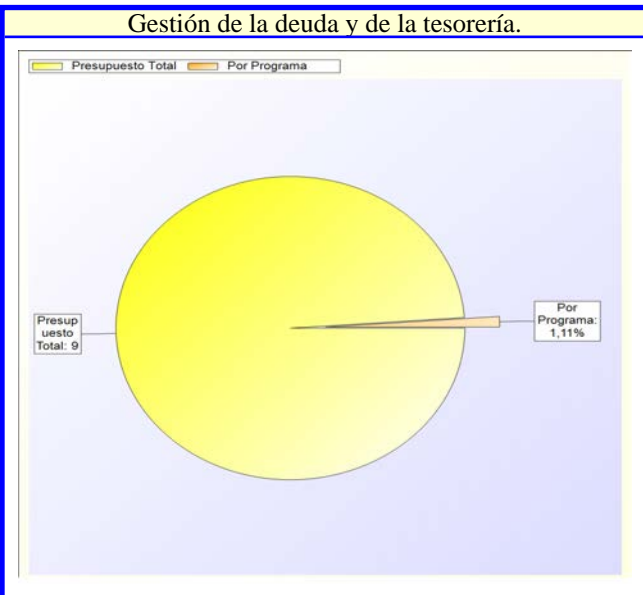 Gestión de la deuda y de la tesorería.
Presupuesto Total Por Programa
Presup
uesto
Total: 9
Por
Programa:
1,11%